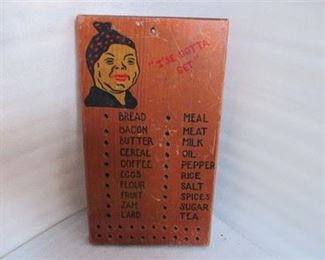 "I'SE GOTTA
GET"
BREAD
BACON
BUTTER
CEREAL
COFFEE
EGGS
FLOUR
FRUIT
JAM
LARD
MEAL
MEAT
MILK
OIL
PEPPER
RICE
SALT
SPICES
SUGAR
TEA